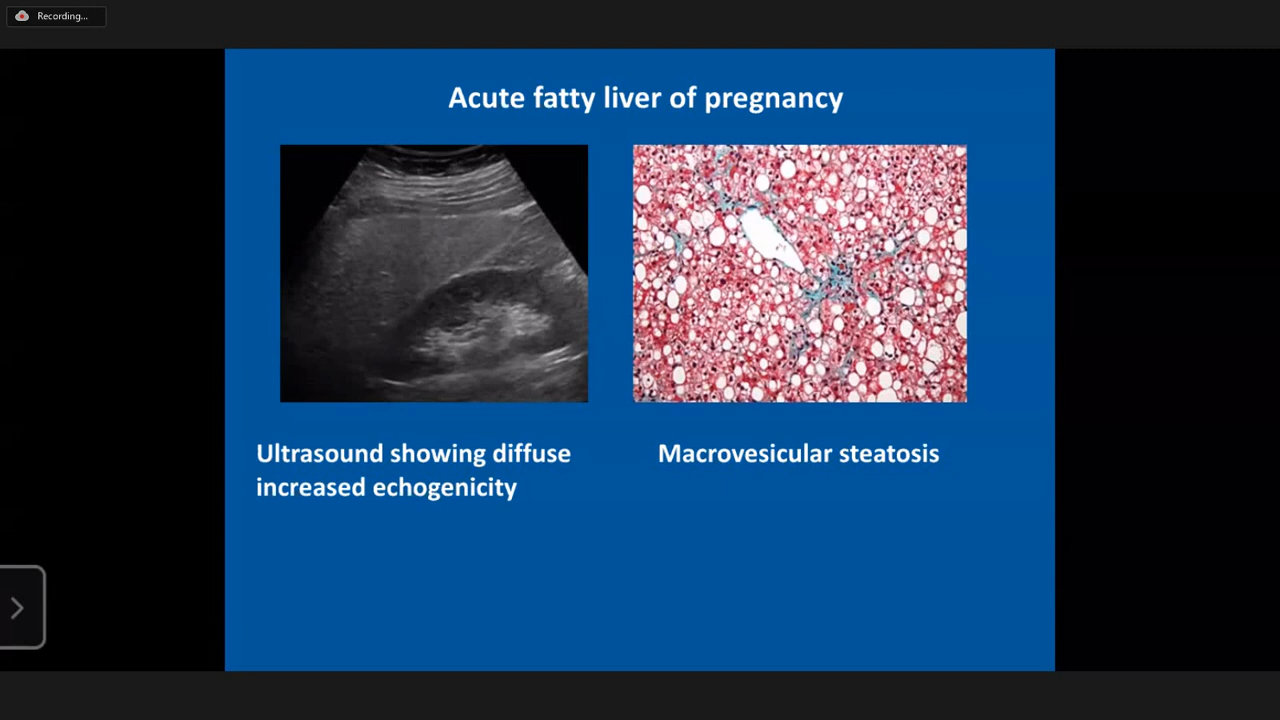 Recording...
Acute fatty liver of pregnancy
Ultrasound showing diffuse
increased echogenicity
Macrovesicular steatosis